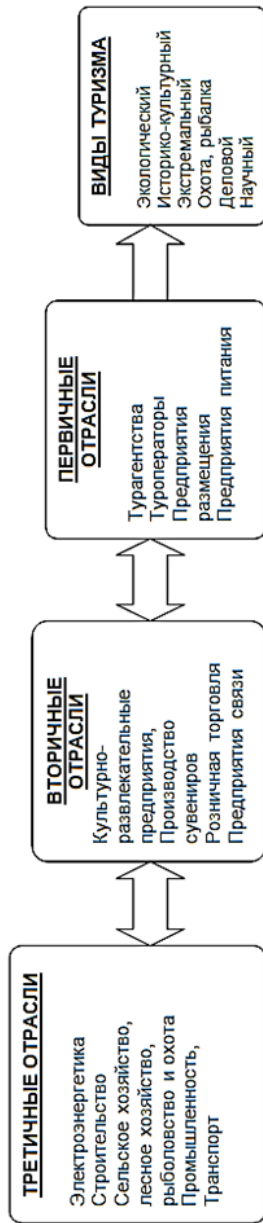 ТРЕТИЧНЫЕ ОТРАСЛИ
Электроэнергетика
Строительство
Сельское хозяйство,
лесное хозяйство,
рыболовство и охота
Промышленность,
Транспорт
ВТОРИЧНЫЕ
ОТРАСЛИ
Культурно-
развлекательные
предприятия,
Производство
сувениров
Розничная торговля
Предприятия связи
ПЕРВИЧНЫЕ
ОТРАСЛИ
Турагентства
Туроператоры
Предприятия
размещения
Предприятия питания
ВИДЫ ТУРИЗМА
Экологический
Историко-культурный
Экстремальный
Охота, рыбалка
Деловой
Научный